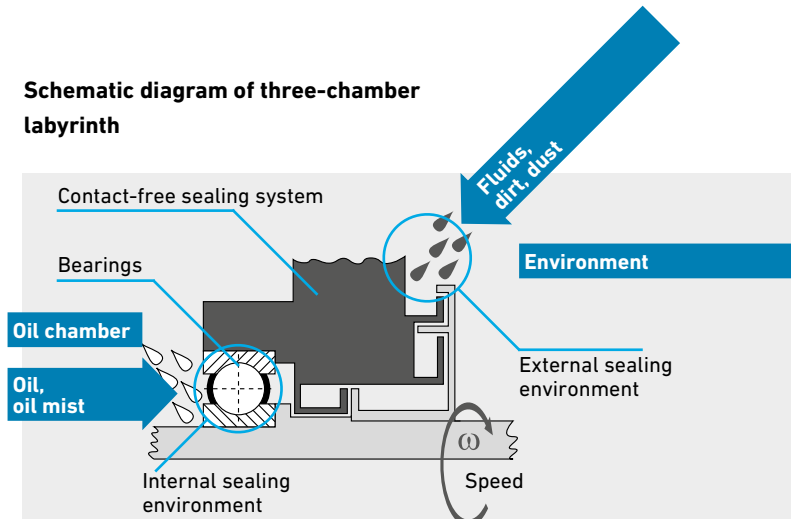 Schematic diagram of three-chamber
labyrinth
Fluids,
dirt, dust
Contact-free sealing system
Bearings
Environment
Oil chamber
Oil,
oil mist
External sealing
environment
ω
Internal sealing
environment
Speed